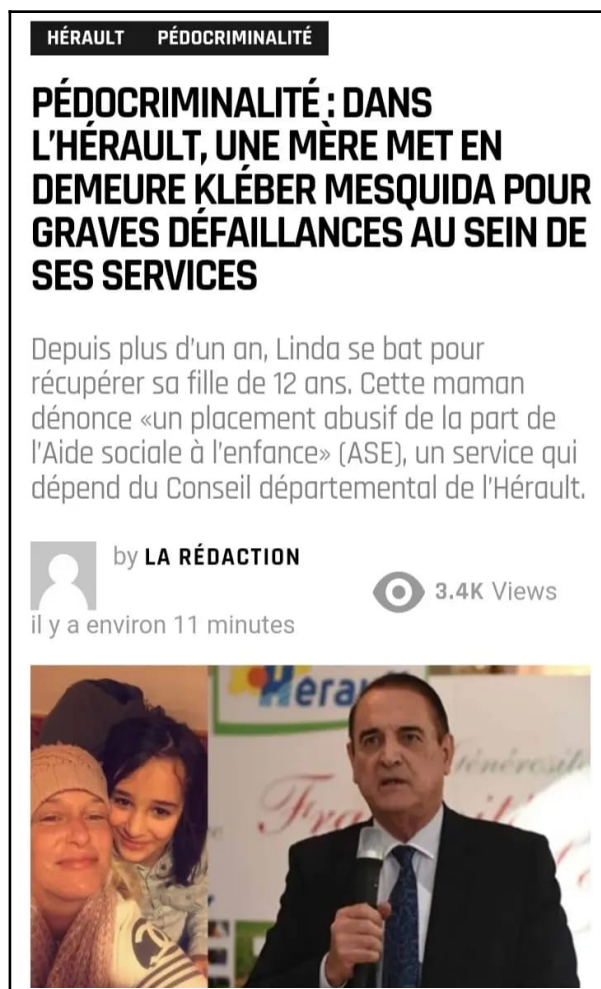 HÉRAULT PÉDOCRIMINALITÉ
PÉDOCRIMINALITÉ : DANS
L'HÉRAULT, UNE MÈRE MET EN
DEMEURE KLÉBER MESQUIDA POUR
GRAVES DÉFAILLANCES AU SEIN DE
SES SERVICES
Depuis plus d'un an, Linda se bat pour
récupérer sa fille de 12 ans. Cette maman
dénonce «un placement abusif de la part de
l'Aide sociale à l'enfance» (ASE), un service qui
dépend du Conseil départemental de l'Hérault.
by LA RÉDACTION
3.4K Views
il y a environ 11 minutes
Héra